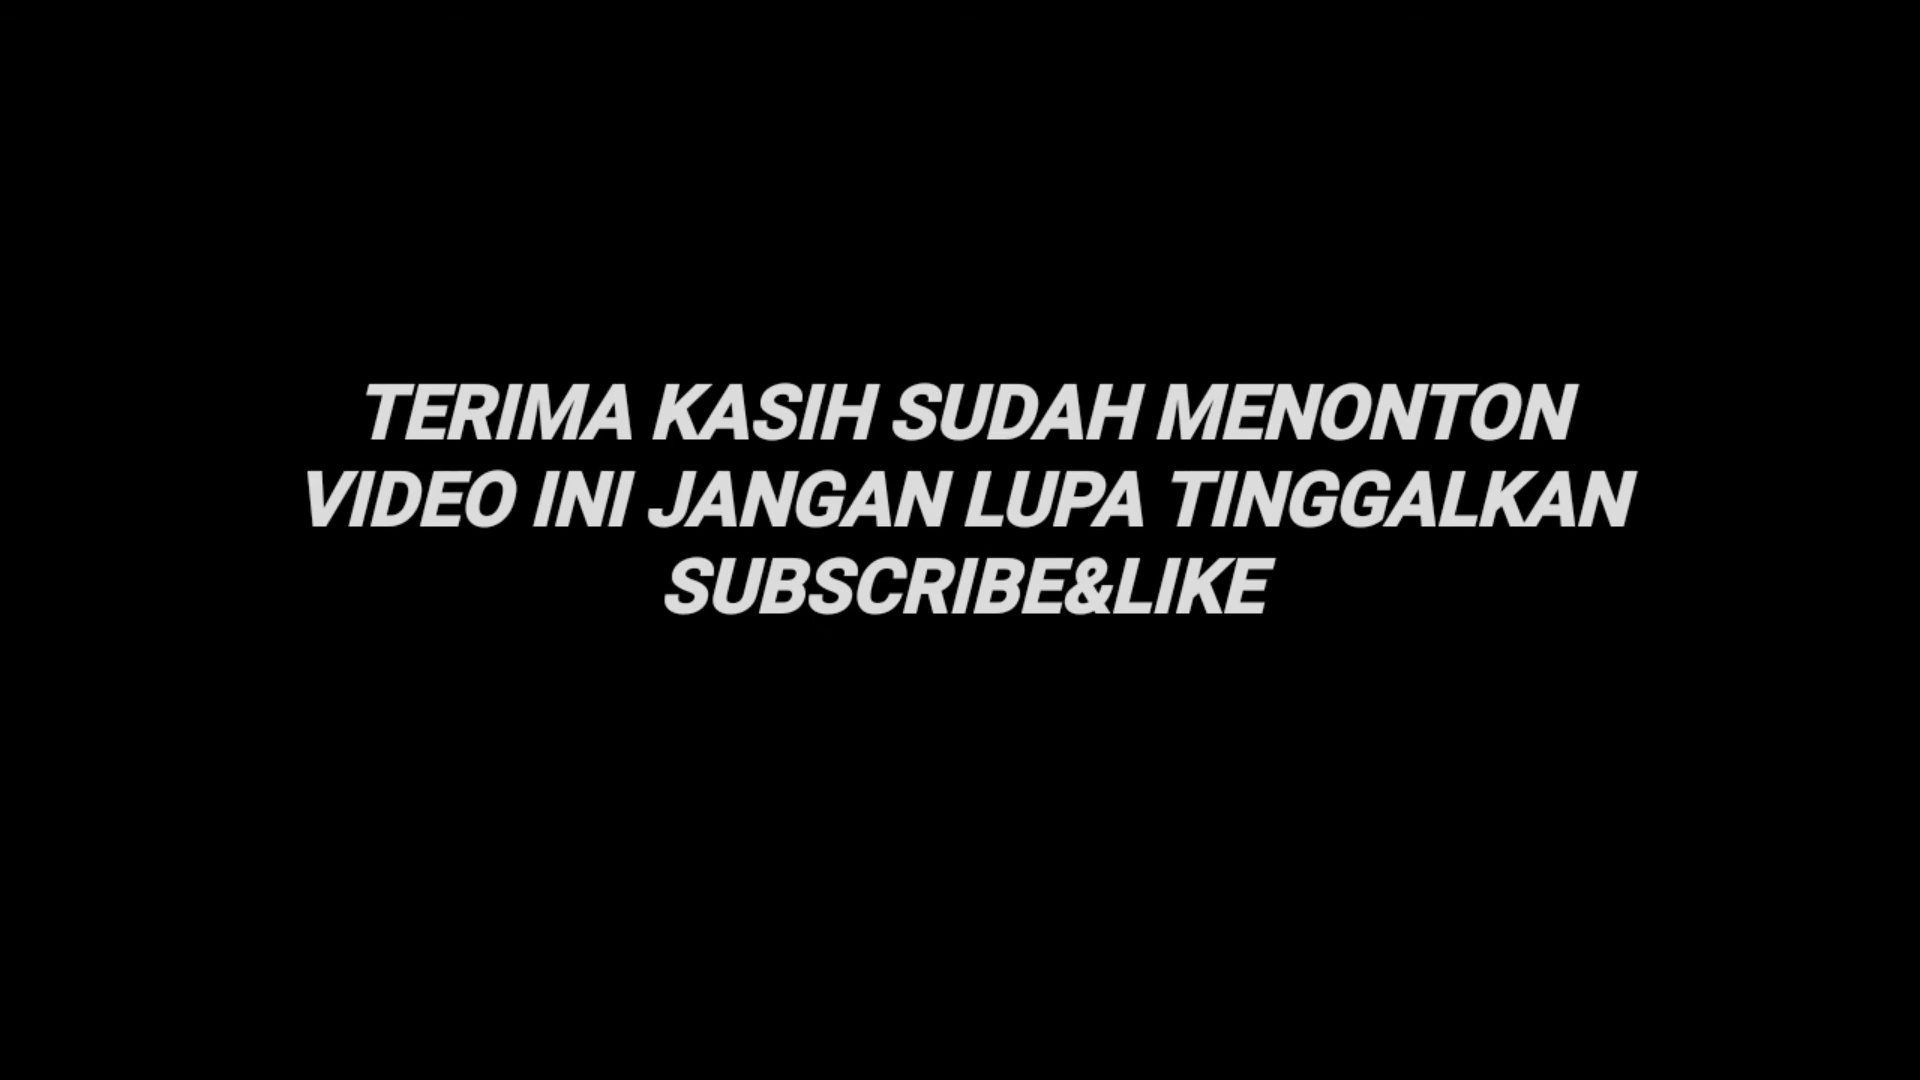 TERIMA KASIH SUDAH MENONTON
VIDEO INI JANGAN LUPA TINGGALKAN
SUBSCRIBE&LIKE